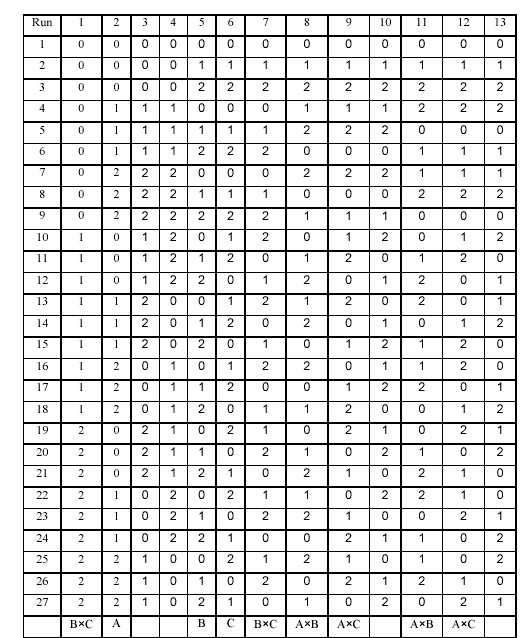 Run 1 2 3 4 5 6 7 8 9 10 11 12 13
1 0 0 0 0 0 0 0 0 0 0 0 0 0
2 0 0 0 0 1 1 1 1 1 1 1 1 1
3 0 0 0 0 2 2 2 2 2 2 2 2 2
4 0 1 1 1 0 0 0 1 1 1 2 2 2
5 0 1 1 1 1 1 1 2 2 2 0 0 0
6 0 1 1 1 2 2 2 0 0 0 1 1 1
7 0 2 2 2 0 0 0 2 2 2 1 1 1
8 0 2 2 2 1 1 1 0 0 0 2 2 2
9 0 2 2 2 2 2 2 1 1 1 0 0 0
10 1 0 1 2 0 1 2 0 1 2 0 1 2
11 1 0 1 2 1 2 0 1 2 0 1 2 0
12 1 0 1 2 2 0 1 2 0 1 2 0 1
13 1 1 2 0 0 1 2 1 2 0 2 0 1
14 1 1 2 0 1 2 0 2 0 1 0 1 2
15 1 1 2 0 2 0 1 0 1 2 1 2 0
16 1 2 0 1 0 1 2 2 0 1 1 2 0
17 1 2 0 1 1 2 0 0 1 2 2 0 1
18 1 2 0 1 2 0 1 1 2 0 0 1 2
19 2 0 2 1 0 2 1 0 2 1 0 2 1
20 2 0 2 1 1 0 2 1 0 2 1 0 2
21 2 0 2 1 2 1 0 2 1 0 2 1 0
22 2 1 0 2 0 2 1 1 0 2 2 1 0
23 2 1 0 2 1 0 2 2 1 0 0 2 1
24 2 1 0 2 2 1 0 0 2 1 1 0 2
25 2 2 1 0 0 2 1 2 1 0 1 0 2
26 2 2 1 0 1 0 2 0 2 1 2 1 0
27 2 2 1 0 2 1 0 1 0 2 0 2 1
B×C A B C B×C A×B A×C A×B A×C